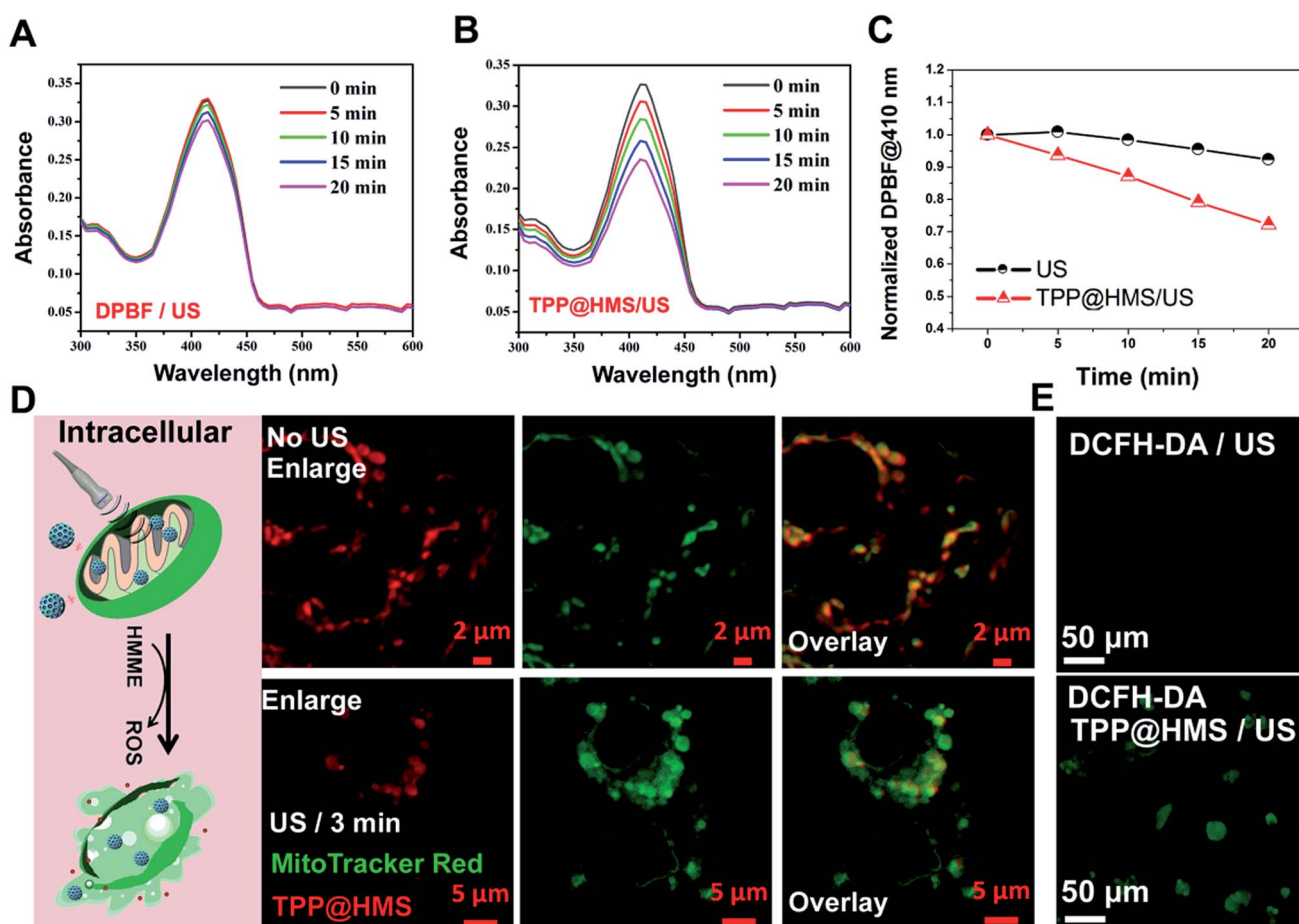 A
0.35
0.30
0.25
0.20
0.15
0.10
0.05
Absorbance
0 min
5 min
10 min
15 min
20 min
DPBF / US
300 350 400 450 500 550 600
Wavelength (nm)
B
0.35
0.30
0.25
0.20
0.15
0.10
0.05
Absorbance
0 min
5 min
10 min
15 min
20 min
TPP@HMS/US
300 350 400 450 500 550 600
Wavelength (nm)
C
1.2
1.1
1.0
0.9
0.8
0.7
0.6
0.5
0.4
Normalized DPBF@410 nm
US
TPP@HMS/US
0 5 10 15 20
Time (min)
D
Intracellular
HMME
ROS
No US
Enlarge
2 µm
2 µm
Overlay
2 µm
Enlarge
US / 3 min
MitoTracker Red
TPP@HMS
5 µm
5 µm
Overlay
5 µm
E
DCFH-DA / US
50 µm
DCFH-DA
TPP@HMS / US
50 µm